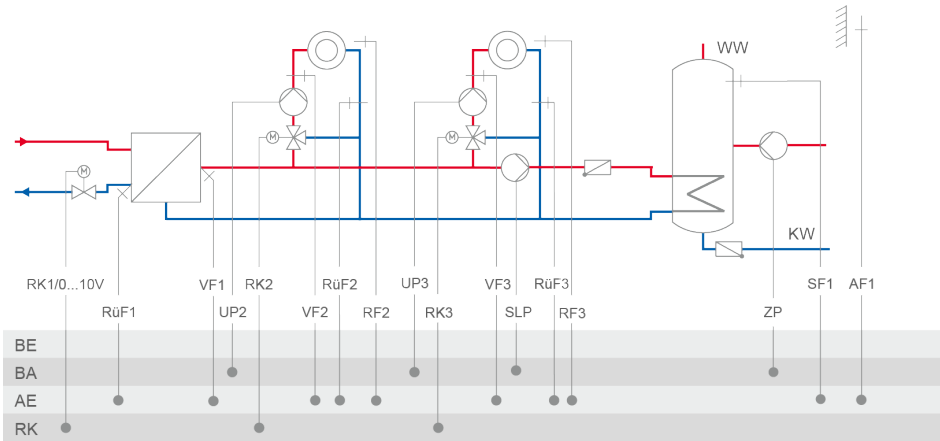 WW
M
M
M
KW
RK1/0...10V
VF1
RK2
RüF2
UP3
VF3
RüF3
SF1
AF1
RüF1
UP2
VF2
RF2
RK3
SLP
RF3
ZP
BE
BA
AE
RK